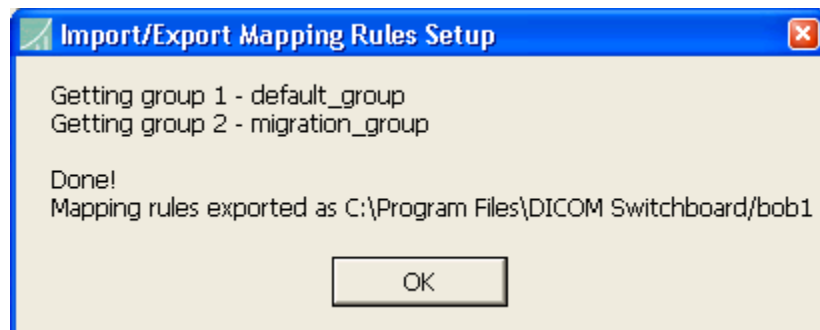 Import/Export Mapping Rules Setup
Getting group 1 - default_group
Getting group 2 - migration_group
Done!
Mapping rules exported as C:\Program Files\DICOM Switchboard/bob1
OK